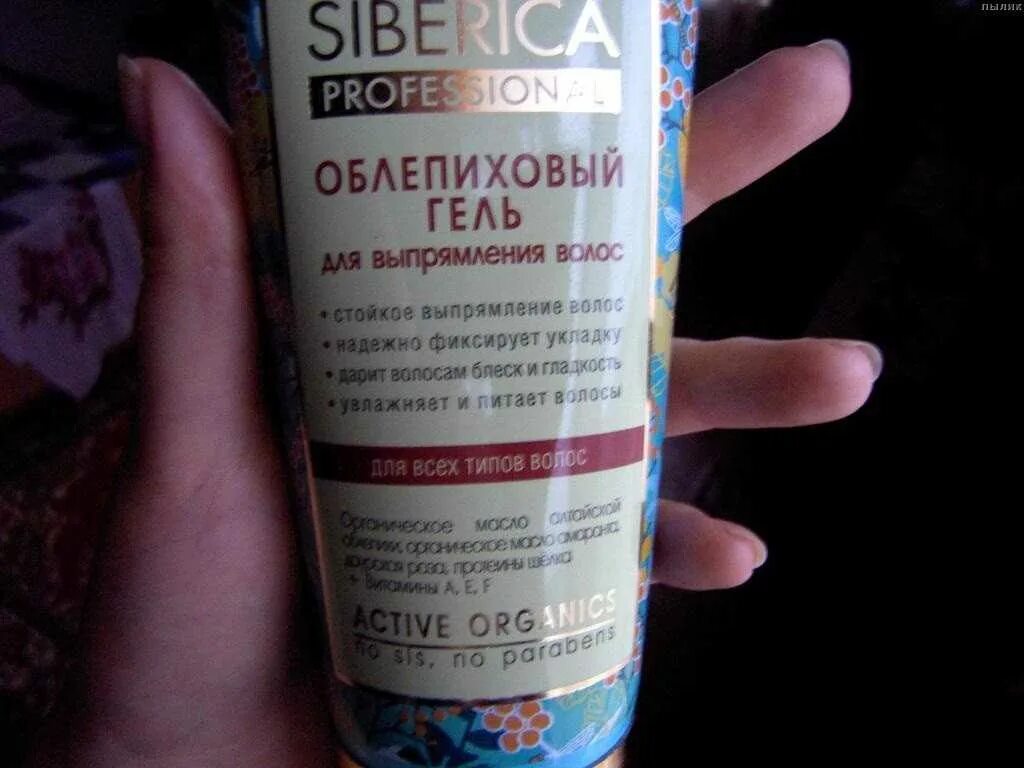 пылик
SIBERICA
PROFESSIONAL
ОБЛЕПИХОВЫЙ
ГЕЛЬ
для выпрямления волос
• стойкое выпрямление волос
• надежно фиксирует укладку
• дарит волосам блеск и гладкость
• увлажняет и питает волосы
для всех типов волос
Органическое масло алтайской
облепихи, органическое масло амаранта,
даурская роза, протеины шёлка
+ Витамины А, Е, F
ACTIVE ORGANICS
no sls, no parabens